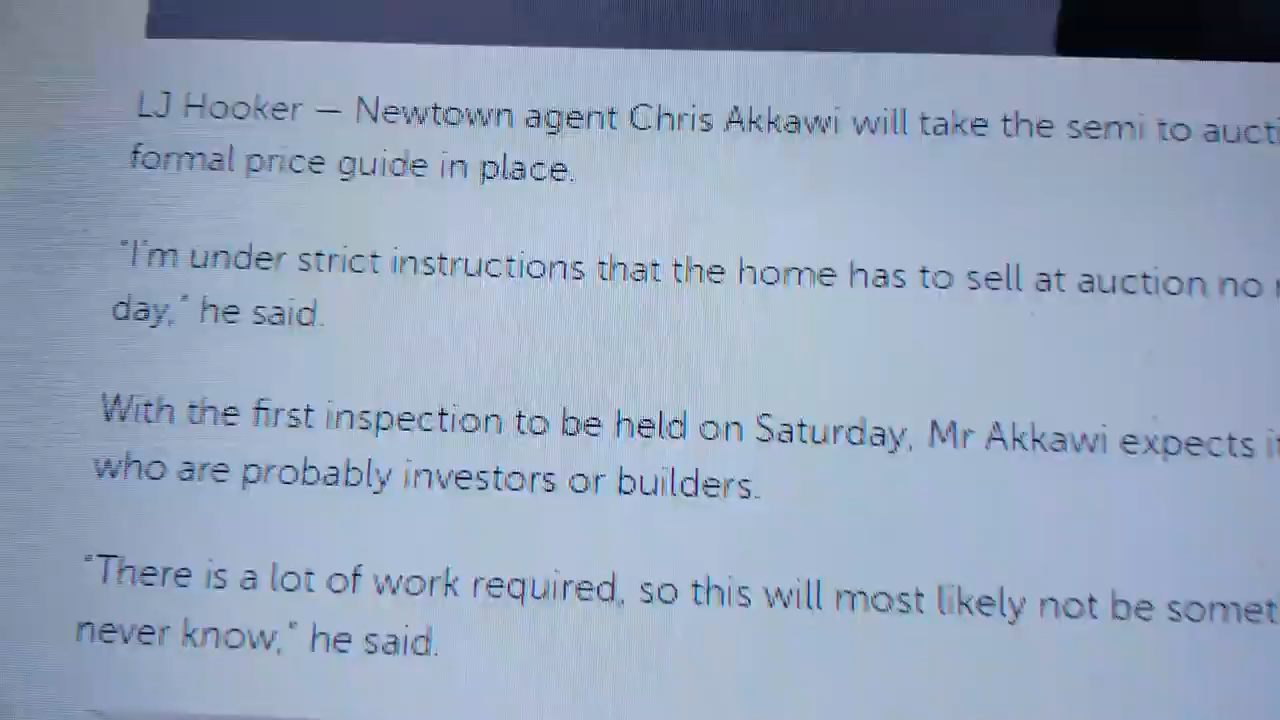 LJ Hooker — Newtown agent Chris Akkawi will take the semi to aucti
formal price guide in place.
"I'm under strict instructions that the home has to sell at auction no
day," he said.
With the first inspection to be held on Saturday, Mr Akkawi expects
who are probably investors or builders.
"There is a lot of work required, so this will most likely not be somet
never know," he said.